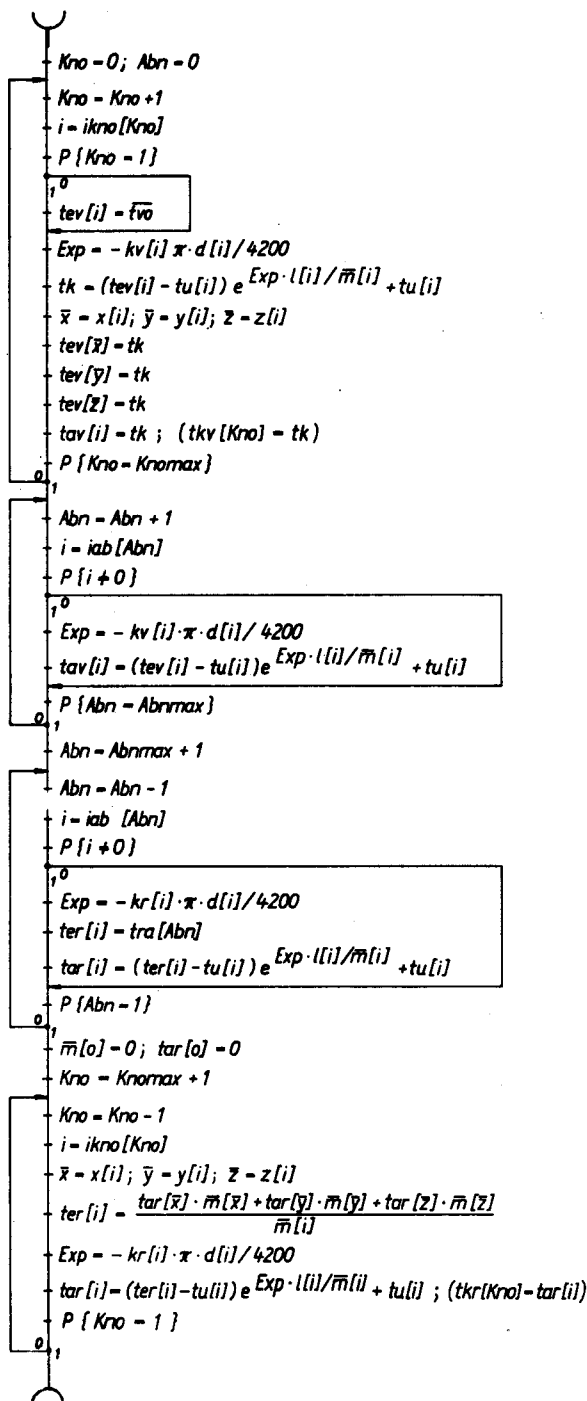 Kno = 0; Abn = 0
Kno = Kno + 1
i = ikno [Kno]
P { Kno = 1 }
1 0
tev[i] = t̅v̅o̅
Exp = - kv[i] π · d[i] / 4200
tk = (tev[i] - tu[i]) e^{Exp · l[i]/m̅[i]} + tu[i]
x̅ = x[i]; y̅ = y[i]; z̅ = z[i]
tev[x̅] = tk
tev[y̅] = tk
tev[z̅] = tk
tav[i] = tk ; (tkv [Kno] = tk)
P { Kno = Knomax }
0 1
Abn = Abn + 1
i = iab [Abn]
P { i ≠ 0 }
1 0
Exp = - kv[i] · π · d[i] / 4200
tav[i] = (tev[i] - tu[i]) e^{Exp · l[i]/m̅[i]} + tu[i]
P { Abn = Abnmax }
0 1
Abn = Abnmax + 1
Abn = Abn - 1
i = iab [Abn]
P { i ≠ 0 }
1 0
Exp = - kr[i] · π · d[i] / 4200
ter[i] = tra[Abn]
tar[i] = (ter[i] - tu[i]) e^{Exp · l[i]/m̅[i]} + tu[i]
P { Abn = 1 }
0 1
m̅[o] = 0; tar[o] = 0
Kno = Knomax + 1
Kno = Kno - 1
i = ikno [Kno]
x̅ = x[i]; y̅ = y[i]; z̅ = z[i]
ter[i] = (tar[x̅] · m̅[x̅] + tar[y̅] · m̅[y̅] + tar[z̅] · m̅[z̅]) / m̅[i]
Exp = - kr[i] · π · d[i] / 4200
tar[i] = (ter[i] - tu[i]) e^{Exp · l[i]/m̅[i]} + tu[i] ; (tkr[Kno] = tar[i])
P { Kno = 1 }
0 1